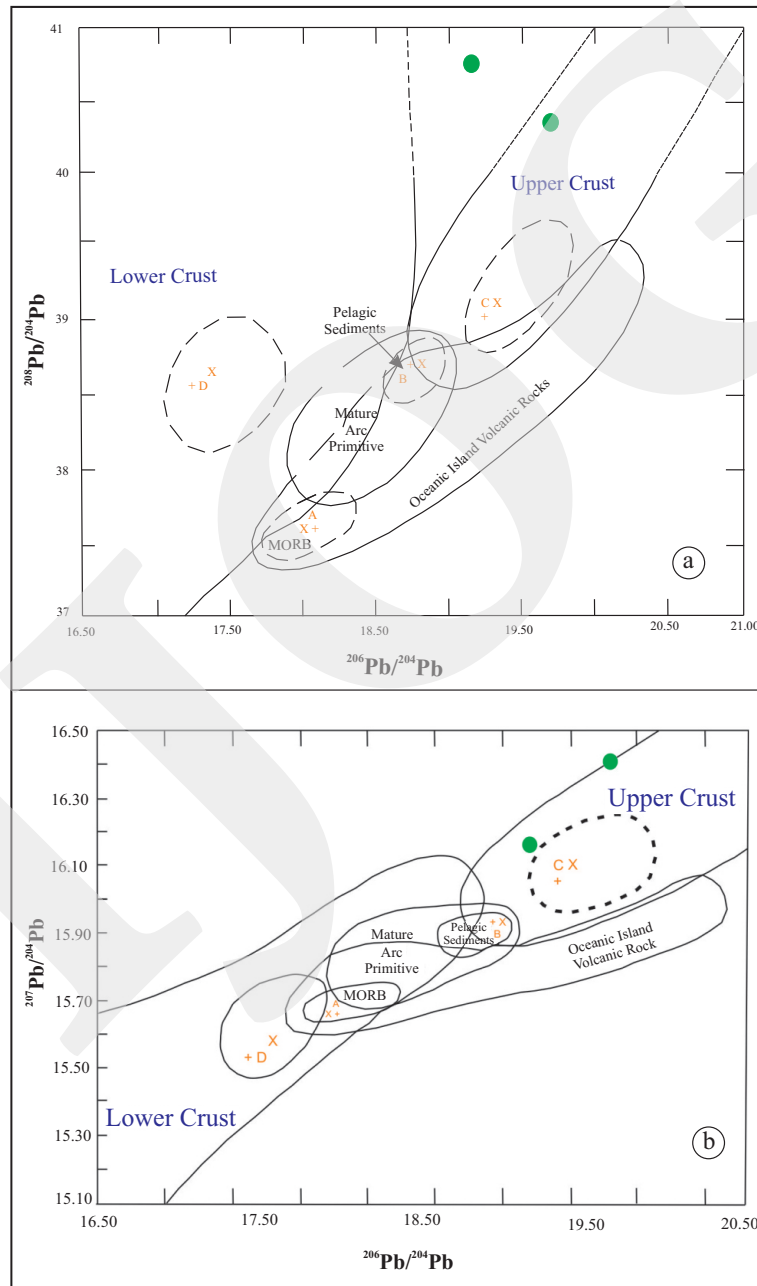 41
40
39
38
37
²⁰⁸Pb/²⁰⁴Pb
Upper Crust
Lower Crust
Pelagic
Sediments
C X
+
X
+ D
+ X
B
Mature
Arc
Primitive
Oceanic Island Volcanic Rocks
A
X +
MORB
a
16.50
17.50
18.50
19.50
20.50
21.00
²⁰⁶Pb/²⁰⁴Pb
16.50
16.30
16.10
15.90
15.70
15.50
15.30
15.10
²⁰⁷Pb/²⁰⁴Pb
Upper Crust
C X
+
+ X
B
Pelagic
Sediments
Mature
Arc
Primitive
Oceanic Island
Volcanic Rock
MORB
A
X +
X
+ D
Lower Crust
b
16.50
17.50
18.50
19.50
20.50
²⁰⁶Pb/²⁰⁴Pb